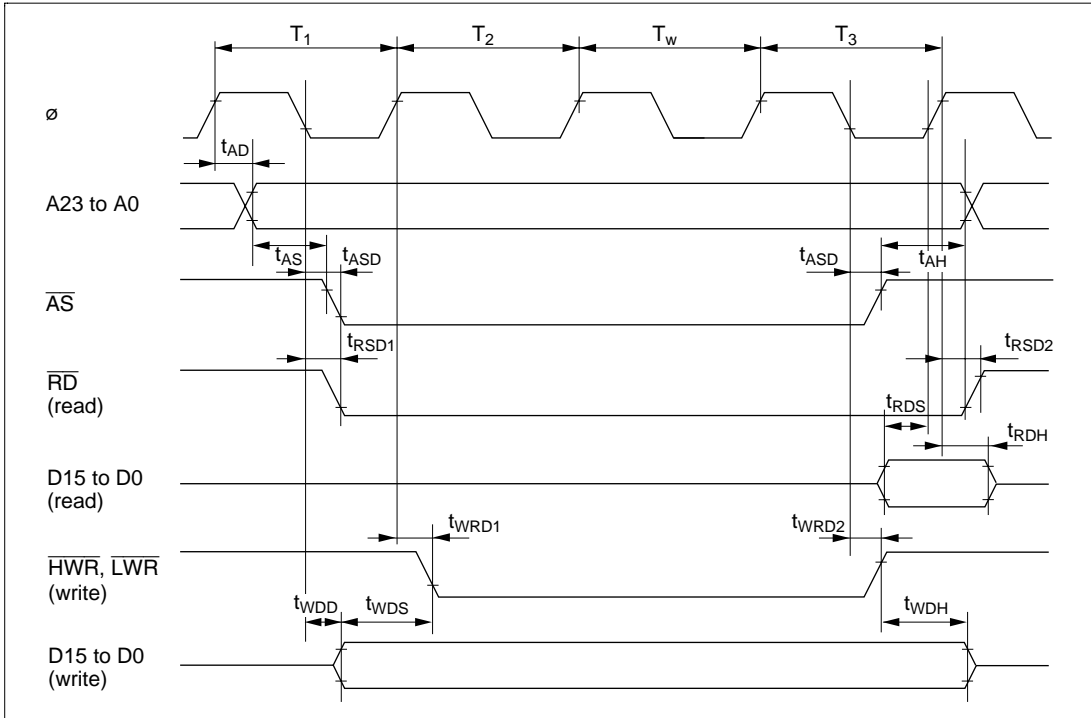 T1 T2 Tw T3
ø
tAD
A23 to A0
tAS tASD tASD tAH
AS
tRSD1 tRSD2
RD
(read)
tRDS
tRDH
D15 to D0
(read)
tWRD1 tWRD2
HWR, LWR
(write)
tWDD tWDS tWDH
D15 to D0
(write)